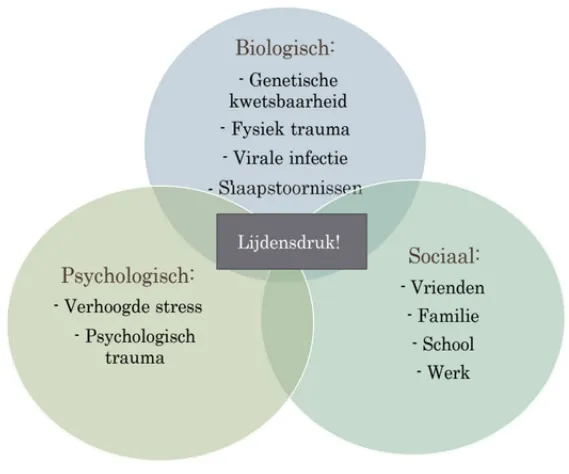 Biologisch:
- Genetische
kwetsbaarheid
- Fysiek trauma
- Virale infectie
- Slaapstoornissen
Lijdensdruk!
Psychologisch:
- Verhoogde stress
- Psychologisch
trauma
Sociaal:
- Vrienden
- Familie
- School
- Werk